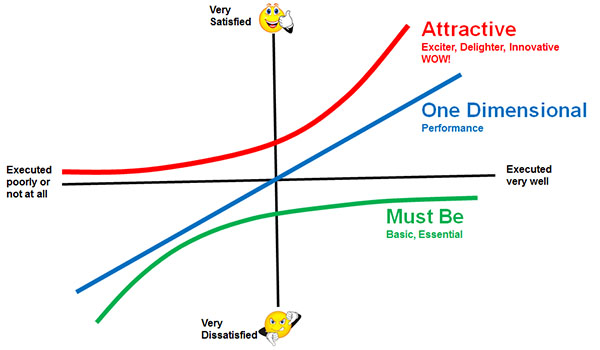 Very
Satisfied
Attractive
Exciter, Delighter, Innovative
WOW!
One Dimensional
Performance
Executed
poorly or
not at all
Executed
very well
Must Be
Basic, Essential
Very
Dissatisfied